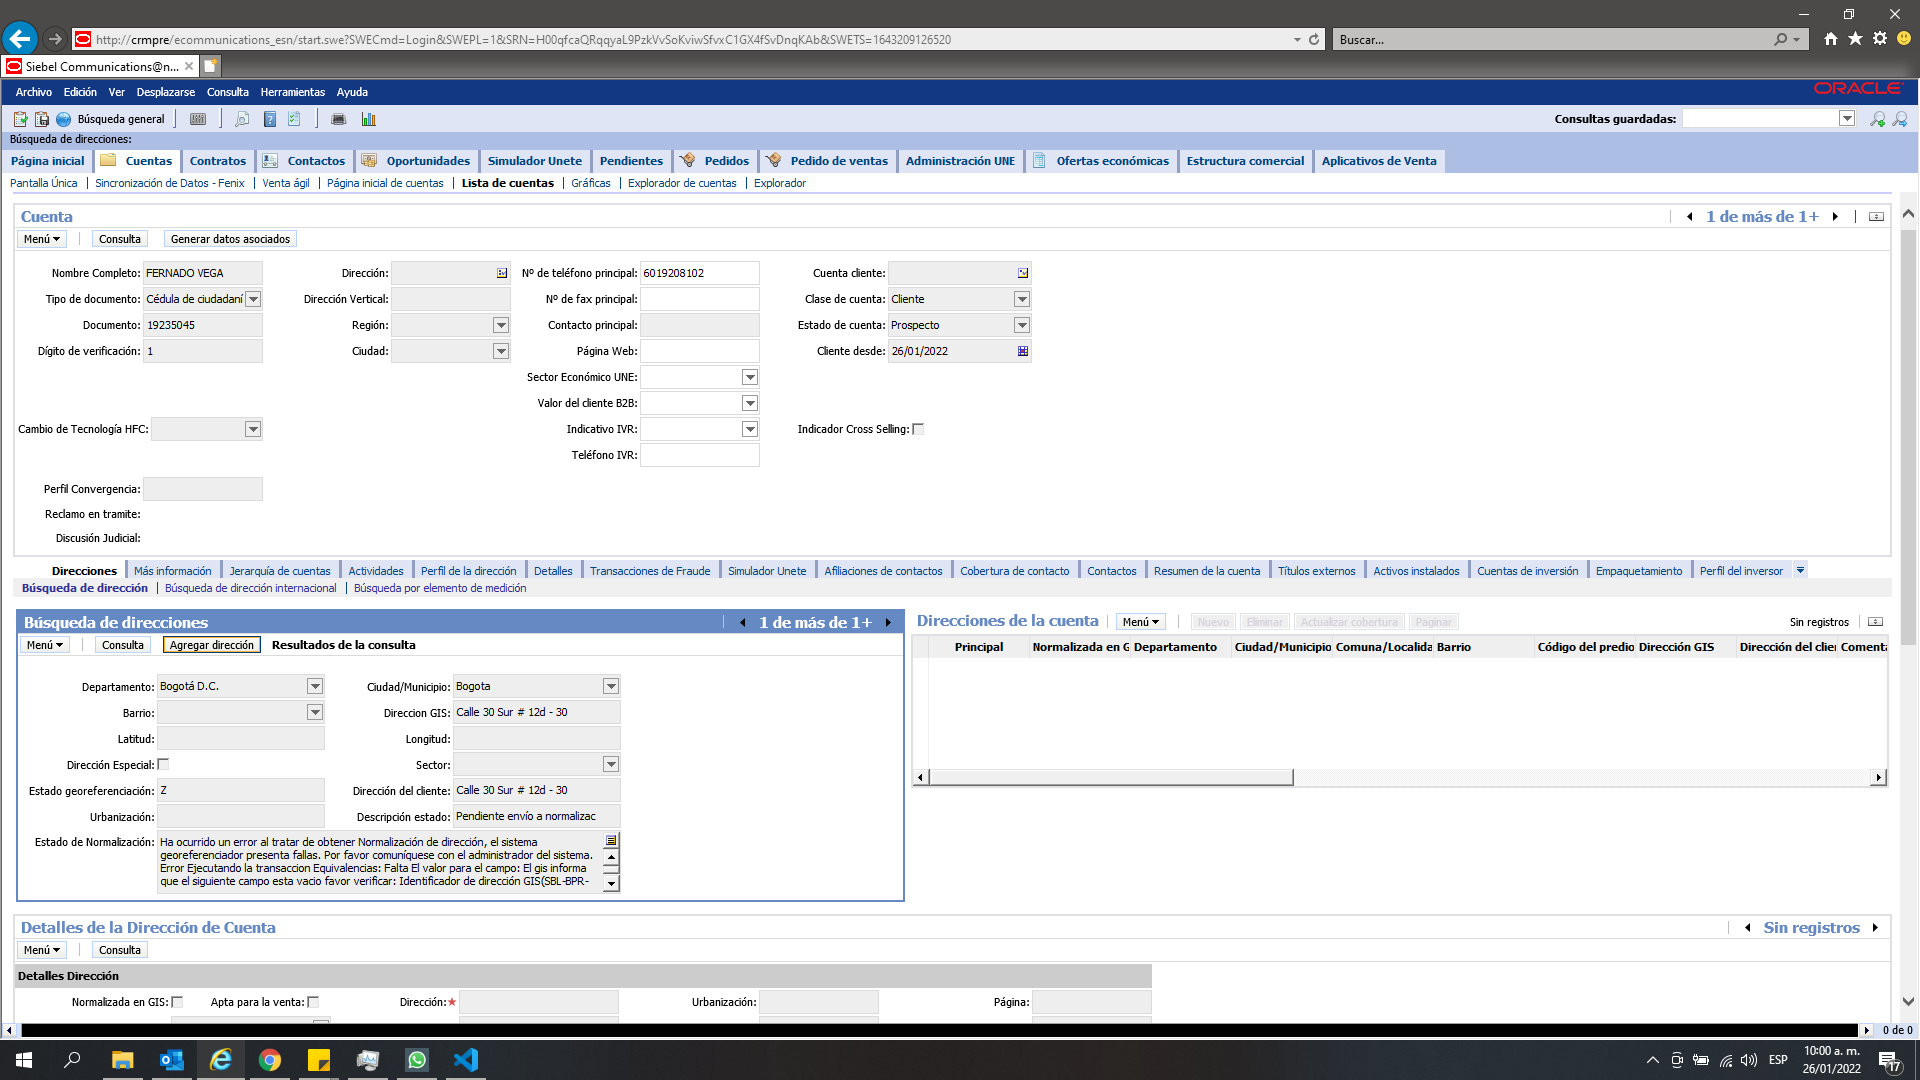 http://crmpre/ecommunications_esn/start.swe?SWECmd=Login&SWEPL=1&SRN=H00qfcaQRqqyaL9PzkVvSoKviwSfvxC1GX4fSvDnqKAb&SWETS=1643209126520
Buscar...
Siebel Communications@n...
Archivo Edición Ver Desplazarse Consulta Herramientas Ayuda
ORACLE
Búsqueda general
Consultas guardadas:
Búsqueda de direcciones:
Página inicial Cuentas Contratos Contactos Oportunidades Simulador Unete Pendientes Pedidos Pedido de ventas Administración UNE Ofertas económicas Estructura comercial Aplicativos de Venta
Pantalla Única Sincronización de Datos - Fenix Venta ágil Página inicial de cuentas Lista de cuentas Gráficas Explorador de cuentas Explorador
Cuenta
1 de más de 1+
Menú Consulta Generar datos asociados
Nombre Completo: FERNADO VEGA Dirección: Nº de teléfono principal: 6019208102 Cuenta cliente:
Tipo de documento: Cédula de ciudadaní Dirección Vertical: Nº de fax principal: Clase de cuenta: Cliente
Documento: 19235045 Región: Contacto principal: Estado de cuenta: Prospecto
Dígito de verificación: 1 Ciudad: Página Web: Cliente desde: 26/01/2022
Sector Económico UNE:
Valor del cliente B2B:
Cambio de Tecnología HFC: Indicativo IVR: Indicador Cross Selling:
Teléfono IVR:
Perfil Convergencia:
Reclamo en tramite:
Discusión Judicial:
Direcciones Más información Jerarquía de cuentas Actividades Perfil de la dirección Detalles Transacciones de Fraude Simulador Unete Afiliaciones de contactos Cobertura de contacto Contactos Resumen de la cuenta Títulos externos Activos instalados Cuentas de inversión Empaquetamiento Perfil del inversor
Búsqueda de dirección Búsqueda de dirección internacional Búsqueda por elemento de medición
Búsqueda de direcciones
1 de más de 1+
Menú Consulta Agregar dirección Resultados de la consulta
Departamento: Bogotá D.C. Ciudad/Municipio: Bogota
Barrio: Direccion GIS: Calle 30 Sur # 12d - 30
Latitud: Longitud:
Dirección Especial: Sector:
Estado georeferenciación: Z Dirección del cliente: Calle 30 Sur # 12d - 30
Urbanización: Descripción estado: Pendiente envío a normalizac
Estado de Normalización: Ha ocurrido un error al tratar de obtener Normalización de dirección, el sistema
georeferenciador presenta fallas. Por favor comuníquese con el administrador del sistema.
Error Ejecutando la transaccion Equivalencias: Falta El valor para el campo: El gis informa
que el siguiente campo esta vacio favor verificar: Identificador de dirección GIS(SBL-BPR-
Direcciones de la cuenta Menú Nuevo Eliminar Actualizar cobertura Paginar Sin registros
Principal Normalizada en G Departamento Ciudad/Municipio Comuna/Localida Barrio Código del predio Dirección GIS Dirección del clien Comenta
Detalles de la Dirección de Cuenta
Sin registros
Menú Consulta
Detalles Dirección
Normalizada en GIS: Apta para la venta: Dirección:★ Urbanización: Página:
0 de 0
ESP
10:00 a. m.
26/01/2022
17